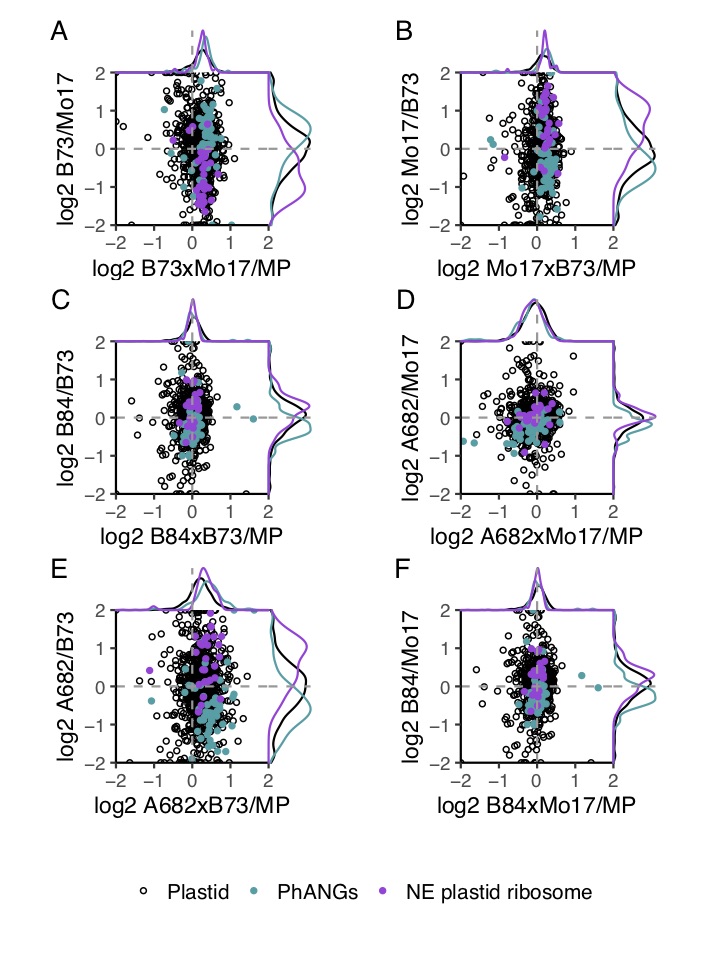 A
2
1
0
−1
−2
log2 B73/Mo17
−2 −1 0 1 2
log2 B73xMo17/MP
B
2
1
0
−1
−2
log2 Mo17/B73
−2 −1 0 1 2
log2 Mo17xB73/MP
C
2
1
0
−1
−2
log2 B84/B73
−2 −1 0 1 2
log2 B84xB73/MP
D
2
1
0
−1
−2
log2 A682/Mo17
−2 −1 0 1 2
log2 A682xMo17/MP
E
2
1
0
−1
−2
log2 A682/B73
−2 −1 0 1 2
log2 A682xB73/MP
F
2
1
0
−1
−2
log2 B84/Mo17
−2 −1 0 1 2
log2 B84xMo17/MP
Plastid PhANGs NE plastid ribosome